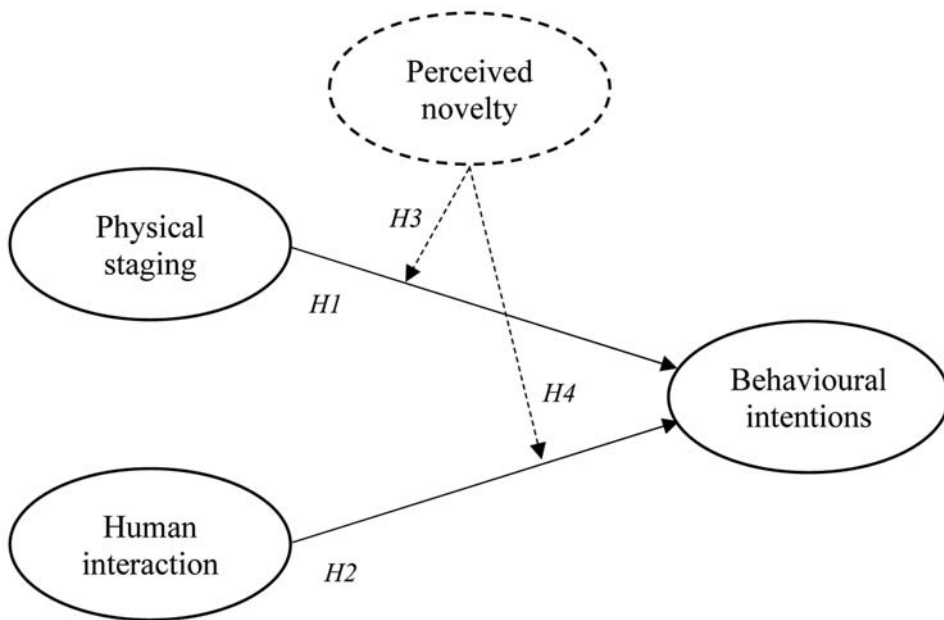 Perceived
novelty
H3
Physical
staging
H1
Behavioural
intentions
H4
Human
interaction
H2